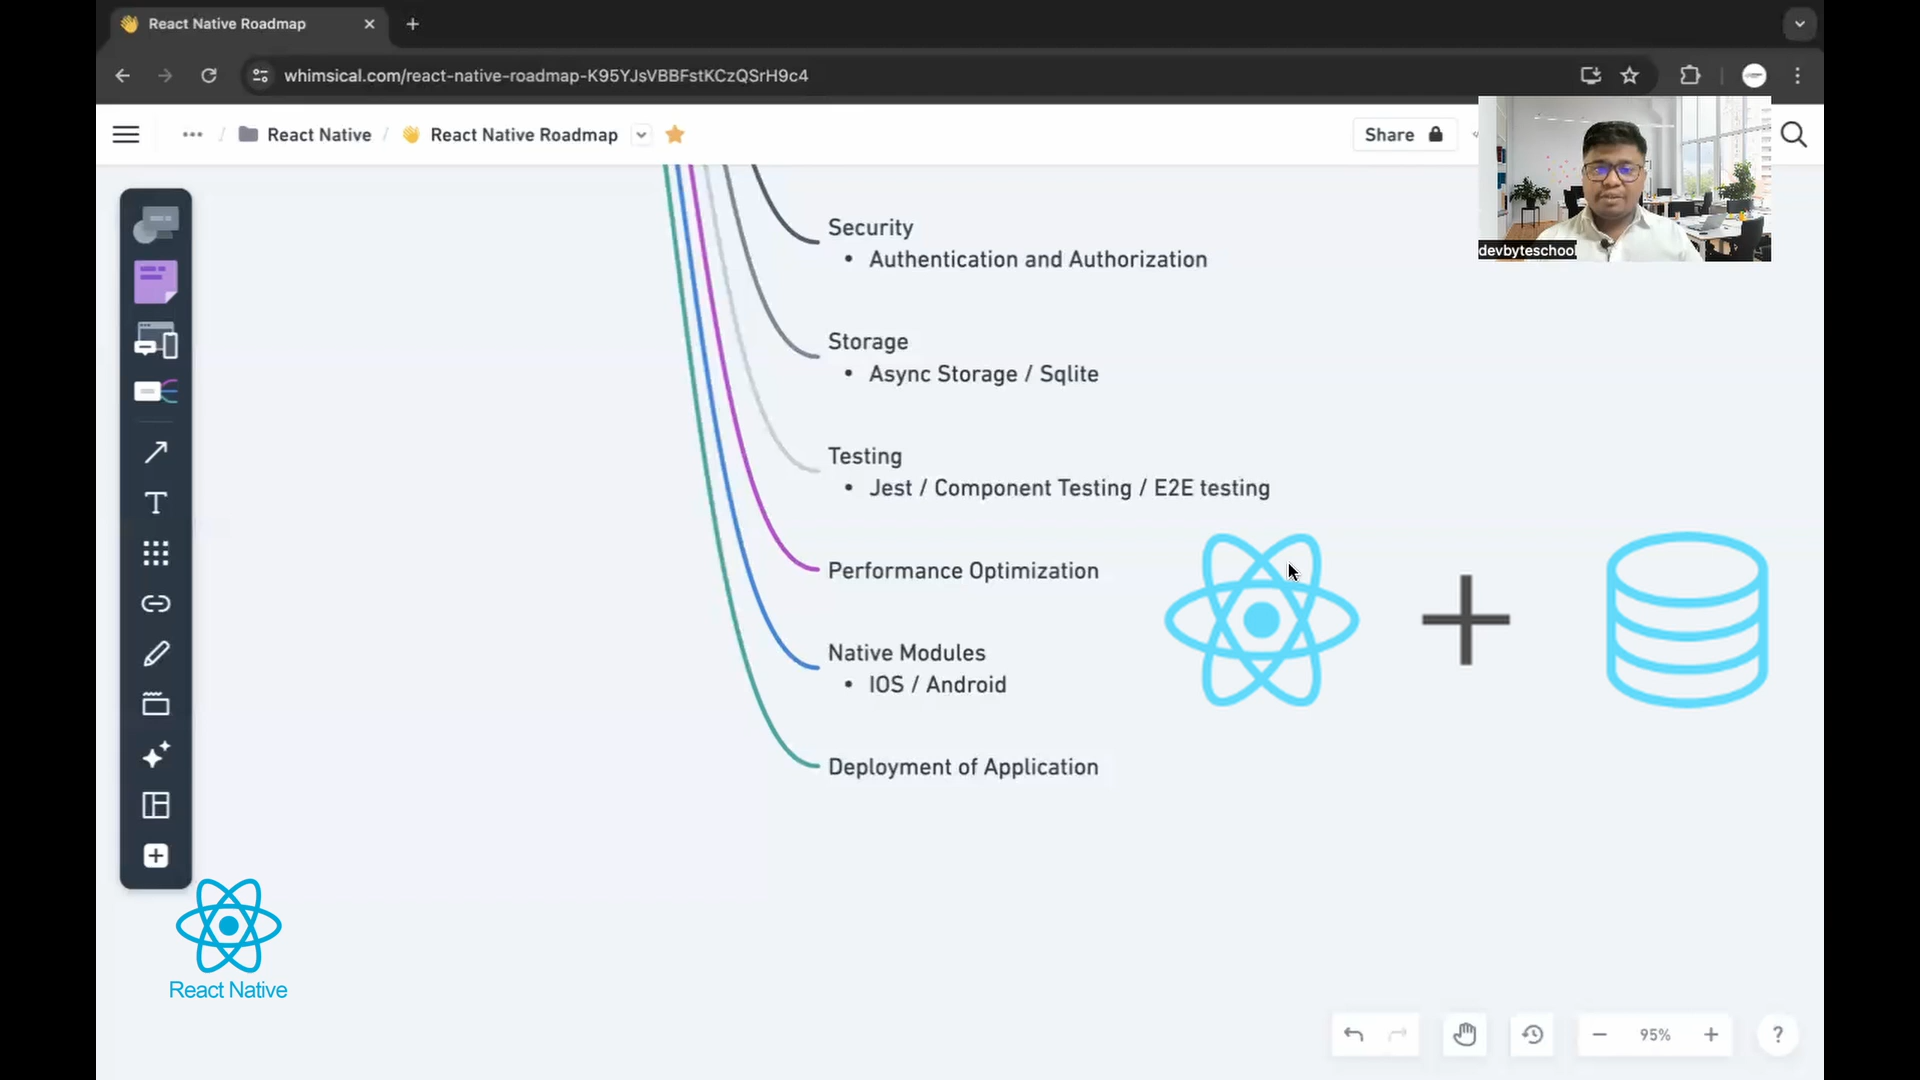 React Native Roadmap
whimsical.com/react-native-roadmap-K95YJsVBBFstKCzQSrH9c4
... / React Native / React Native Roadmap
Share
devbyteschool
Security
• Authentication and Authorization
Storage
• Async Storage / Sqlite
Testing
• Jest / Component Testing / E2E testing
Performance Optimization
Native Modules
• IOS / Android
Deployment of Application
React Native
95%
?